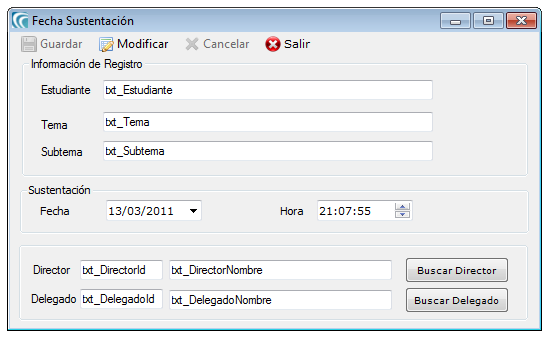 Fecha Sustentación
Guardar Modificar Cancelar Salir
Información de Registro
Estudiante txt_Estudiante
Tema txt_Tema
Subtema txt_Subtema
Sustentación
Fecha 13/03/2011 Hora 21:07:55
Director txt_DirectorId txt_DirectorNombre Buscar Director
Delegado txt_DelegadoId txt_DelegadoNombre Buscar Delegado